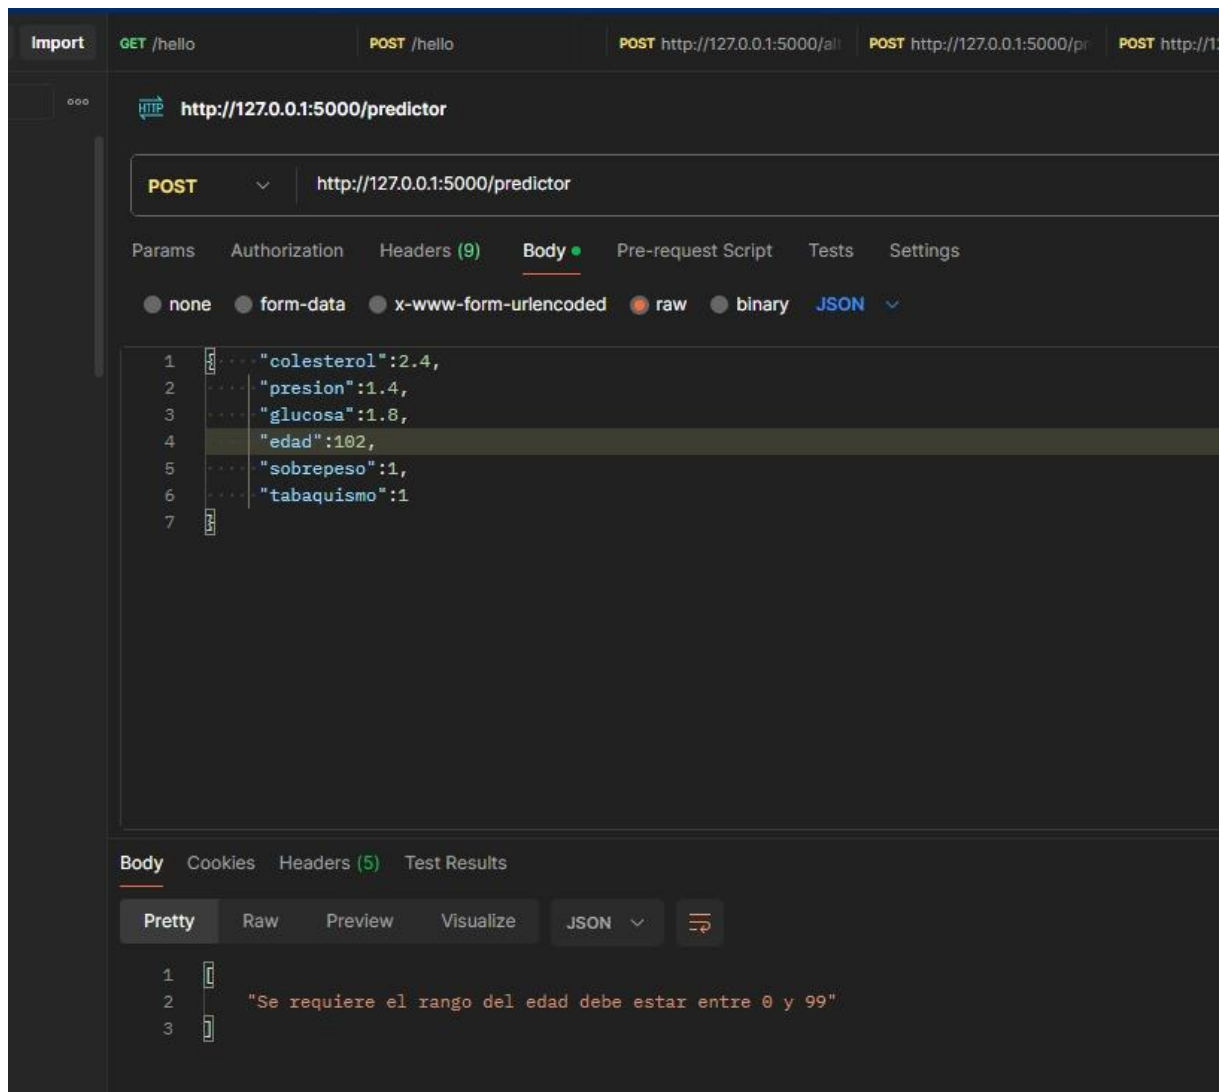 Import
GET /hello
POST /hello
POST http://127.0.0.1:5000/al
POST http://127.0.0.1:5000/pr
POST http://1
HTTP http://127.0.0.1:5000/predictor
POST http://127.0.0.1:5000/predictor
Params Authorization Headers (9) Body Pre-request Script Tests Settings
none form-data x-www-form-urlencoded raw binary JSON
1 { "colesterol":2.4,
2 "presion":1.4,
3 "glucosa":1.8,
4 "edad":102,
5 "sobrepeso":1,
6 "tabaquismo":1
7 }
Body Cookies Headers (5) Test Results
Pretty Raw Preview Visualize JSON
1 [
2 "Se requiere el rango del edad debe estar entre 0 y 99"
3 ]